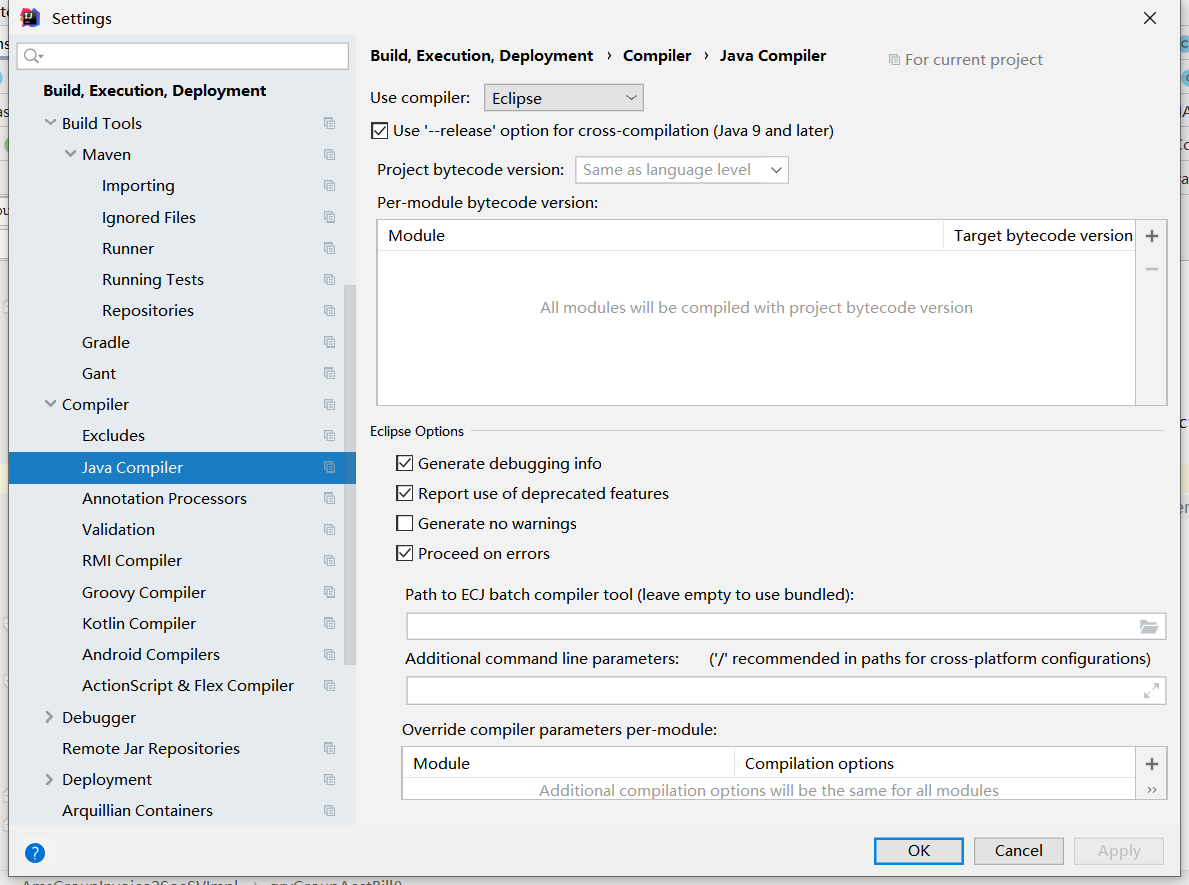 Settings
Build, Execution, Deployment
Build Tools
Maven
Importing
Ignored Files
Runner
Running Tests
Repositories
Gradle
Gant
Compiler
Excludes
Java Compiler
Annotation Processors
Validation
RMI Compiler
Groovy Compiler
Kotlin Compiler
Android Compilers
ActionScript & Flex Compiler
Debugger
Remote Jar Repositories
Deployment
Arquillian Containers
Build, Execution, Deployment › Compiler › Java Compiler
For current project
Use compiler: Eclipse
Use '--release' option for cross-compilation (Java 9 and later)
Project bytecode version: Same as language level
Per-module bytecode version:
Module Target bytecode version
All modules will be compiled with project bytecode version
Eclipse Options
Generate debugging info
Report use of deprecated features
Generate no warnings
Proceed on errors
Path to ECJ batch compiler tool (leave empty to use bundled):
Additional command line parameters: ('/' recommended in paths for cross-platform configurations)
Override compiler parameters per-module:
Module Compilation options
Additional compilation options will be the same for all modules
OK Cancel Apply